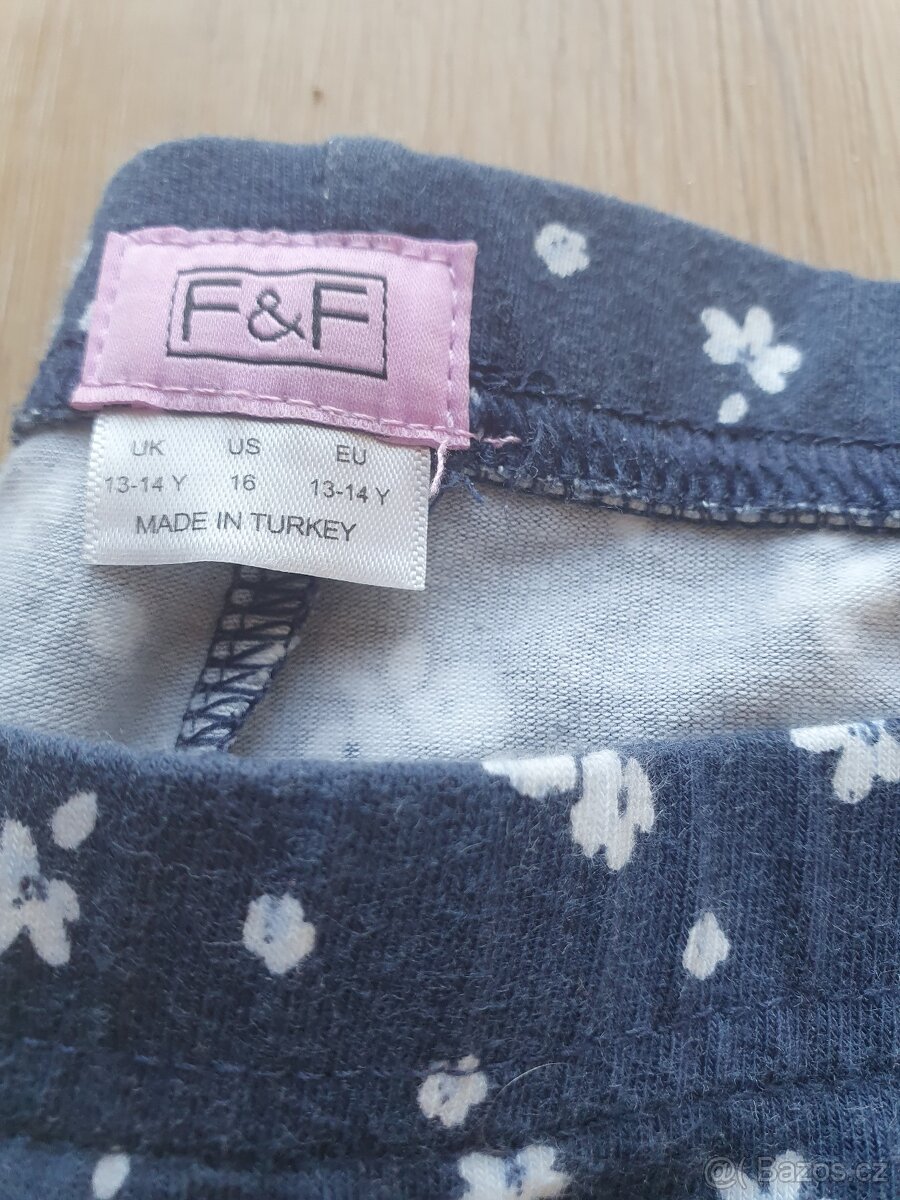 F&F
UK US EU
13-14 Y 16 13-14 Y
MADE IN TURKEY
@( Bazos.cz